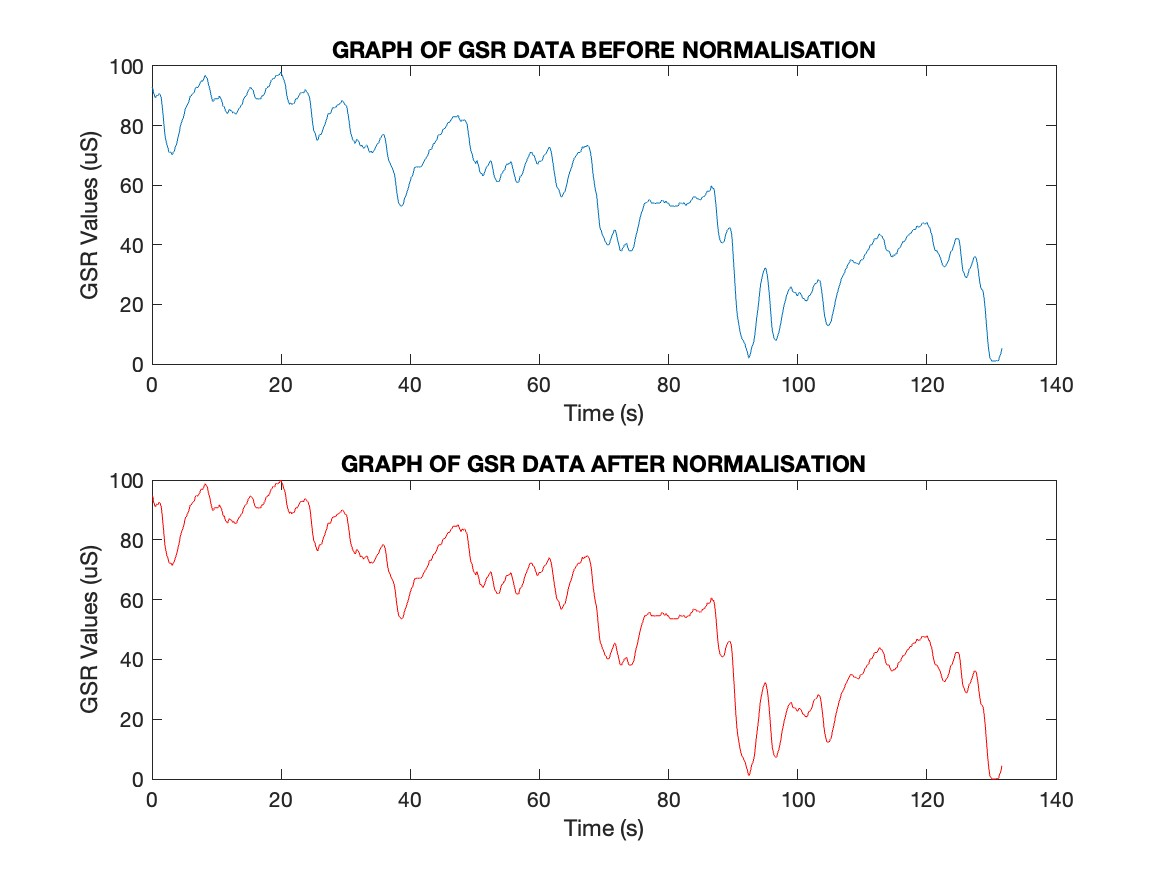 GRAPH OF GSR DATA BEFORE NORMALISATION
100
80
60
40
20
0
GSR Values (uS)
0 20 40 60 80 100 120 140
Time (s)
GRAPH OF GSR DATA AFTER NORMALISATION
100
80
60
40
20
0
GSR Values (uS)
0 20 40 60 80 100 120 140
Time (s)